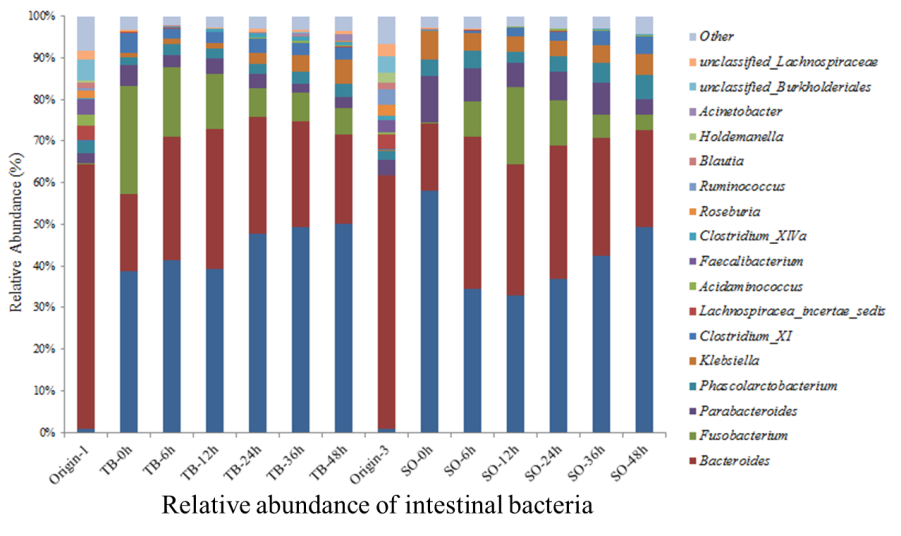 100%
90%
80%
70%
60%
50%
40%
30%
20%
10%
0%
Relative Abundance (%)
Origin-1
TB-0h
TB-6h
TB-12h
TB-24h
TB-36h
TB-48h
Origin-3
SO-0h
SO-6h
SO-12h
SO-24h
SO-36h
SO-48h
Other
unclassified_Lachnospiraceae
unclassified_Burkholderiales
Acinetobacter
Holdemanella
Blautia
Ruminococcus
Roseburia
Clostridium_XIVa
Faecalibacterium
Acidaminococcus
Lachnospiracea_incertae_sedis
Clostridium_XI
Klebsiella
Phascolarctobacterium
Parabacteroides
Fusobacterium
Bacteroides
Relative abundance of intestinal bacteria